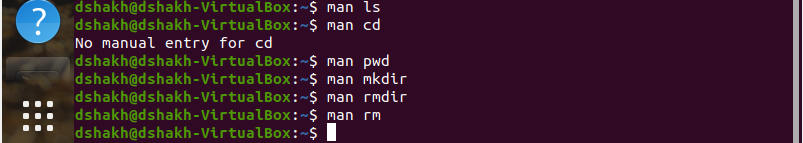 dshakh@dshakh-VirtualBox:~$ man ls
dshakh@dshakh-VirtualBox:~$ man cd
No manual entry for cd
dshakh@dshakh-VirtualBox:~$ man pwd
dshakh@dshakh-VirtualBox:~$ man mkdir
dshakh@dshakh-VirtualBox:~$ man rmdir
dshakh@dshakh-VirtualBox:~$ man rm
dshakh@dshakh-VirtualBox:~$